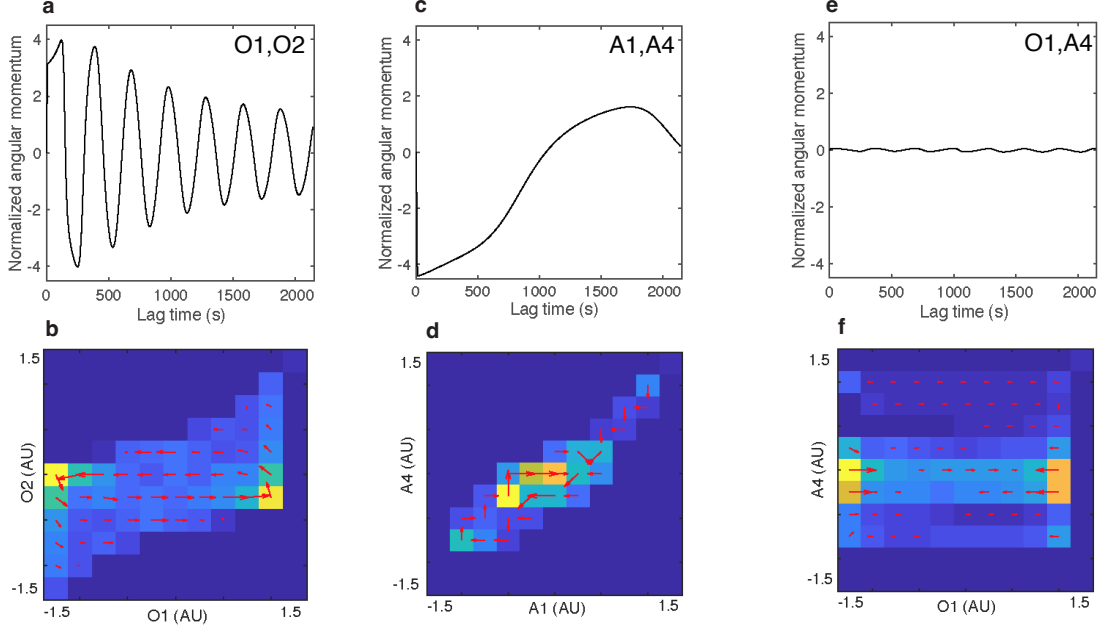 a
O1,O2
Normalized angular momentum
4
2
0
-2
-4
0 500 1000 1500 2000
Lag time (s)
c
A1,A4
Normalized angular momentum
4
2
0
-2
-4
0 500 1000 1500 2000
Lag time (s)
e
O1,A4
Normalized angular momentum
4
2
0
-2
-4
0 500 1000 1500 2000
Lag time (s)
b
1.5
O2 (AU)
-1.5
-1.5 1.5
O1 (AU)
d
1.5
A4 (AU)
-1.5
-1.5 1.5
A1 (AU)
f
1.5
A4 (AU)
-1.5
-1.5 1.5
O1 (AU)